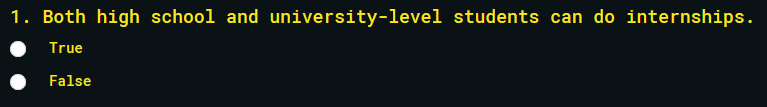 1. Both high school and university-level students can do internships.
True
False